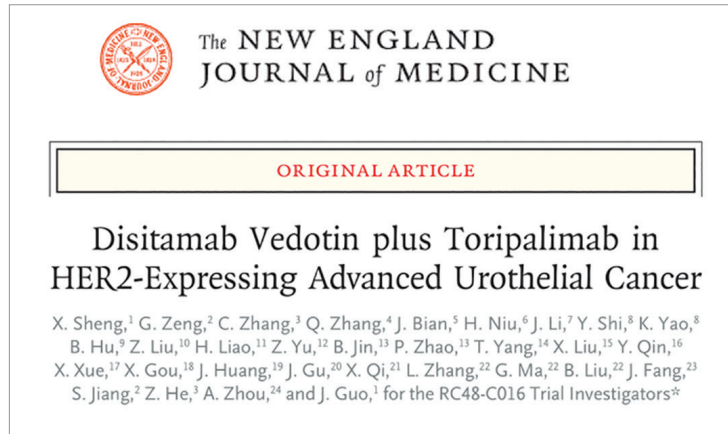 The NEW ENGLAND
JOURNAL of MEDICINE
ORIGINAL ARTICLE
Disitamab Vedotin plus Toripalimab in
HER2-Expressing Advanced Urothelial Cancer
X. Sheng,¹ G. Zeng,² C. Zhang,³ Q. Zhang,⁴ J. Bian,⁵ H. Niu,⁶ J. Li,⁷ Y. Shi,⁸ K. Yao,⁸
B. Hu,⁹ Z. Liu,¹⁰ H. Liao,¹¹ Z. Yu,¹² B. Jin,¹³ P. Zhao,¹³ T. Yang,¹⁴ X. Liu,¹⁵ Y. Qin,¹⁶
X. Xue,¹⁷ X. Gou,¹⁸ J. Huang,¹⁹ J. Gu,²⁰ X. Qi,²¹ L. Zhang,²² G. Ma,²² B. Liu,²² J. Fang,²³
S. Jiang,² Z. He,³ A. Zhou,²⁴ and J. Guo,¹ for the RC48-C016 Trial Investigators*